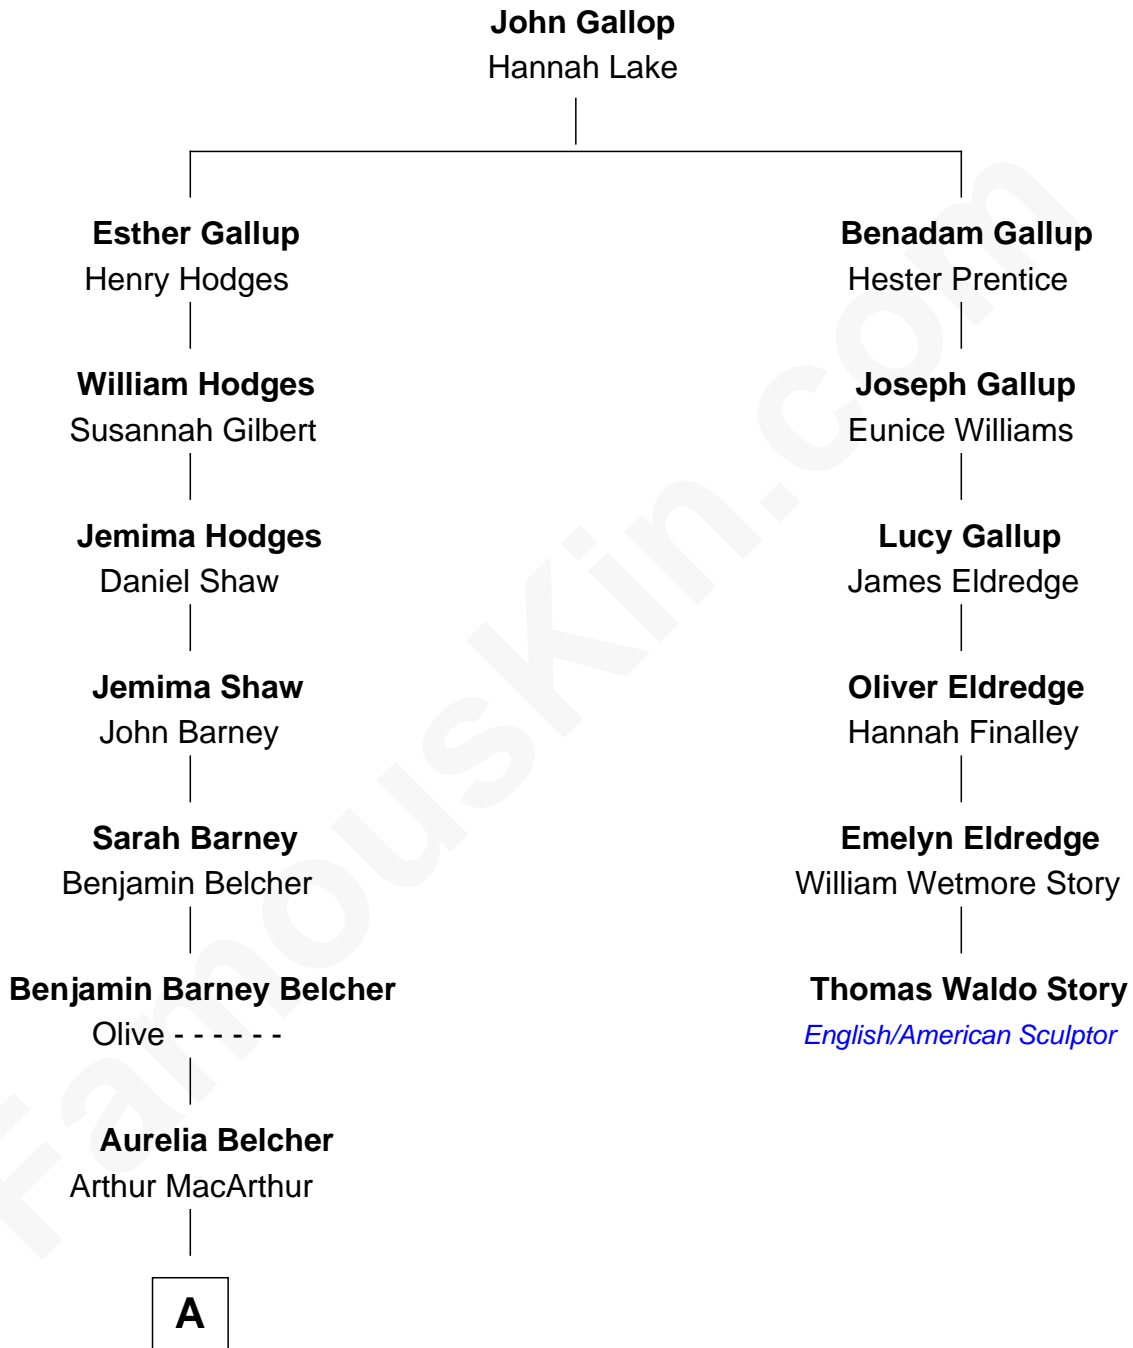 John Gallop
Hannah Lake
Esther Gallup
Henry Hodges
William Hodges
Susannah Gilbert
Jemima Hodges
Daniel Shaw
Jemima Shaw
John Barney
Sarah Barney
Benjamin Belcher
Benjamin Barney Belcher
Olive - - - - - -
Aurelia Belcher
Arthur MacArthur
A
Benadam Gallup
Hester Prentice
Joseph Gallup
Eunice Williams
Lucy Gallup
James Eldredge
Oliver Eldredge
Hannah Finalley
Emelyn Eldredge
William Wetmore Story
Thomas Waldo Story
English/American Sculptor
FamousKin.com